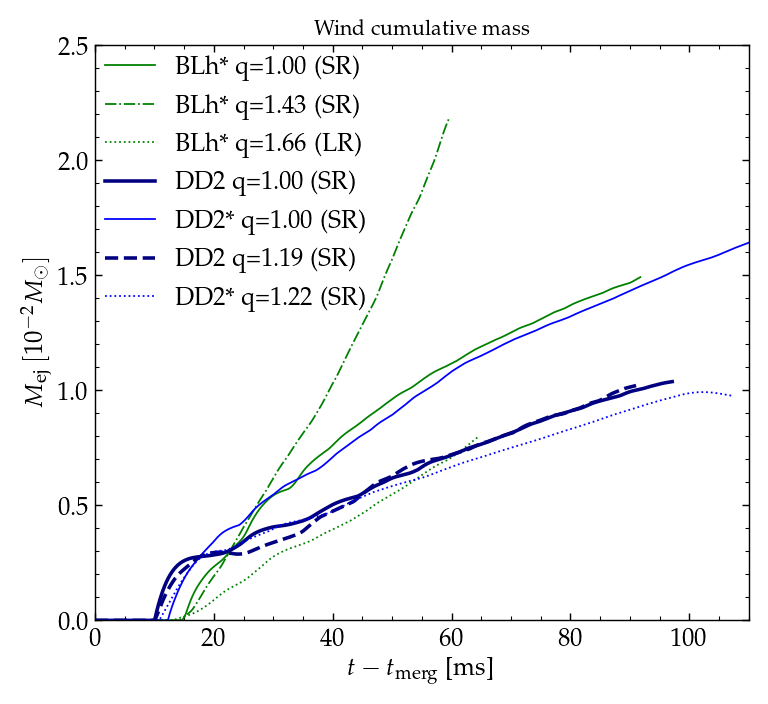 Wind cumulative mass
2.5
2.0
1.5
1.0
0.5
0.0
M_ej [10^−2 M_⊙]
BLh* q=1.00 (SR)
BLh* q=1.43 (SR)
BLh* q=1.66 (LR)
DD2 q=1.00 (SR)
DD2* q=1.00 (SR)
DD2 q=1.19 (SR)
DD2* q=1.22 (SR)
0 20 40 60 80 100
t − t_merg [ms]